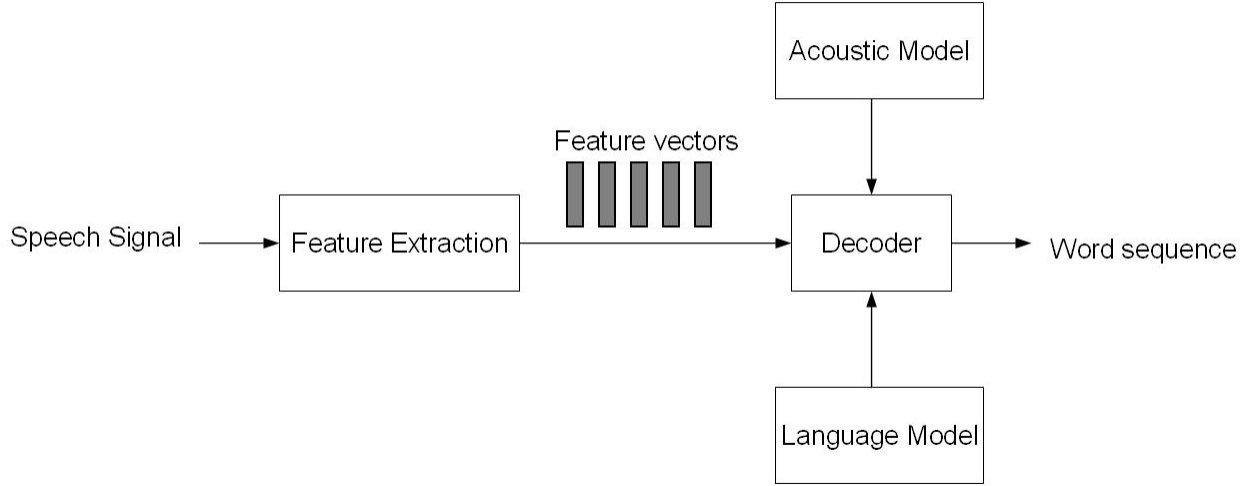 Acoustic Model
Feature vectors
Speech Signal
Feature Extraction
Decoder
Word sequence
Language Model